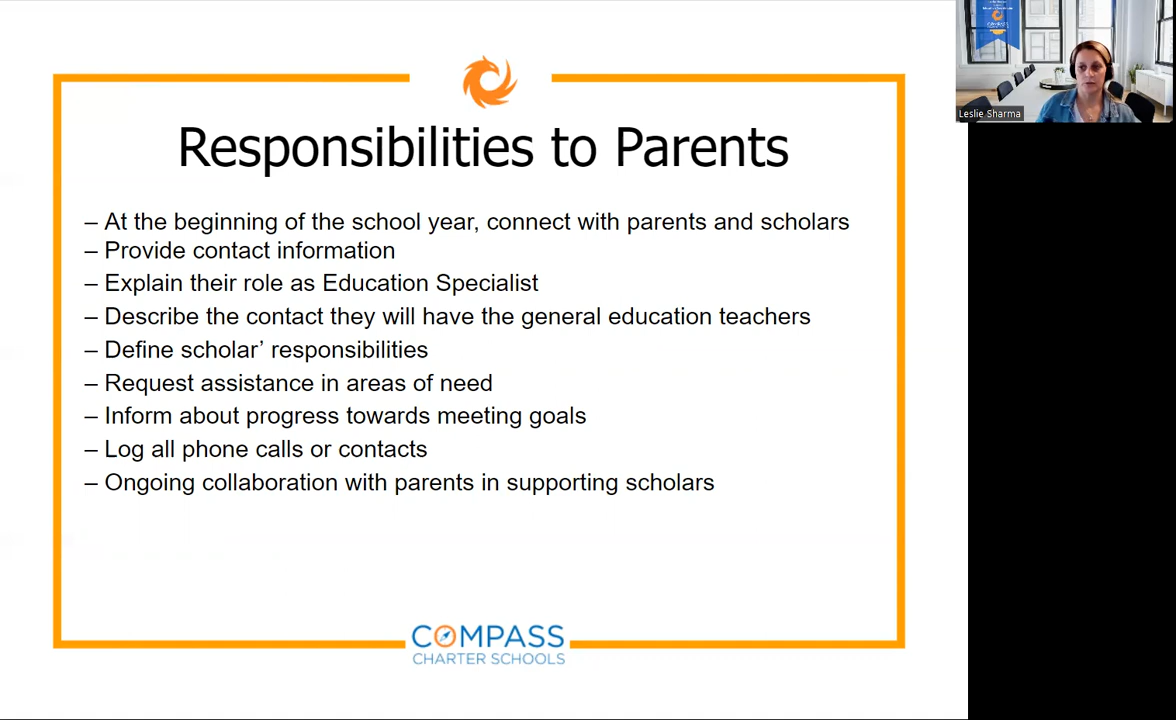 Responsibilities to Parents
– At the beginning of the school year, connect with parents and scholars
– Provide contact information
– Explain their role as Education Specialist
– Describe the contact they will have the general education teachers
– Define scholar’ responsibilities
– Request assistance in areas of need
– Inform about progress towards meeting goals
– Log all phone calls or contacts
– Ongoing collaboration with parents in supporting scholars
COMPASS
CHARTER SCHOOLS
Leslie Sharma